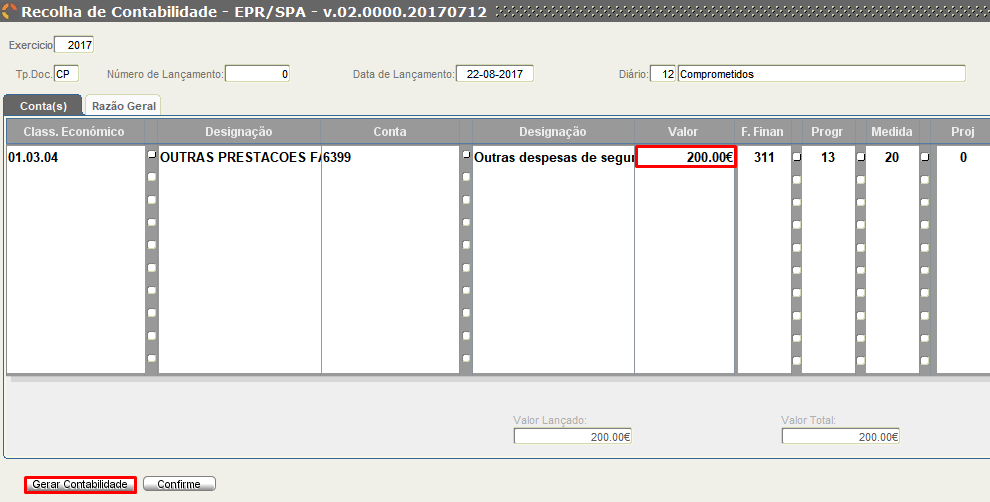 Recolha de Contabilidade - EPR/SPA - v.02.0000.20170712
Exercício 2017
Tp.Doc. CP Número de Lançamento: 0 Data de Lançamento: 22-08-2017 Diário: 12 Comprometidos
Conta(s) Razão Geral
Class. Económico Designação Conta Designação Valor F. Finan Progr Medida Proj
01.03.04 OUTRAS PRESTACOES FA 6399 Outras despesas de segur 200.00€ 311 13 20 0
Valor Lançado: Valor Total:
200.00€ 200.00€
Gerar Contabilidade Confirme